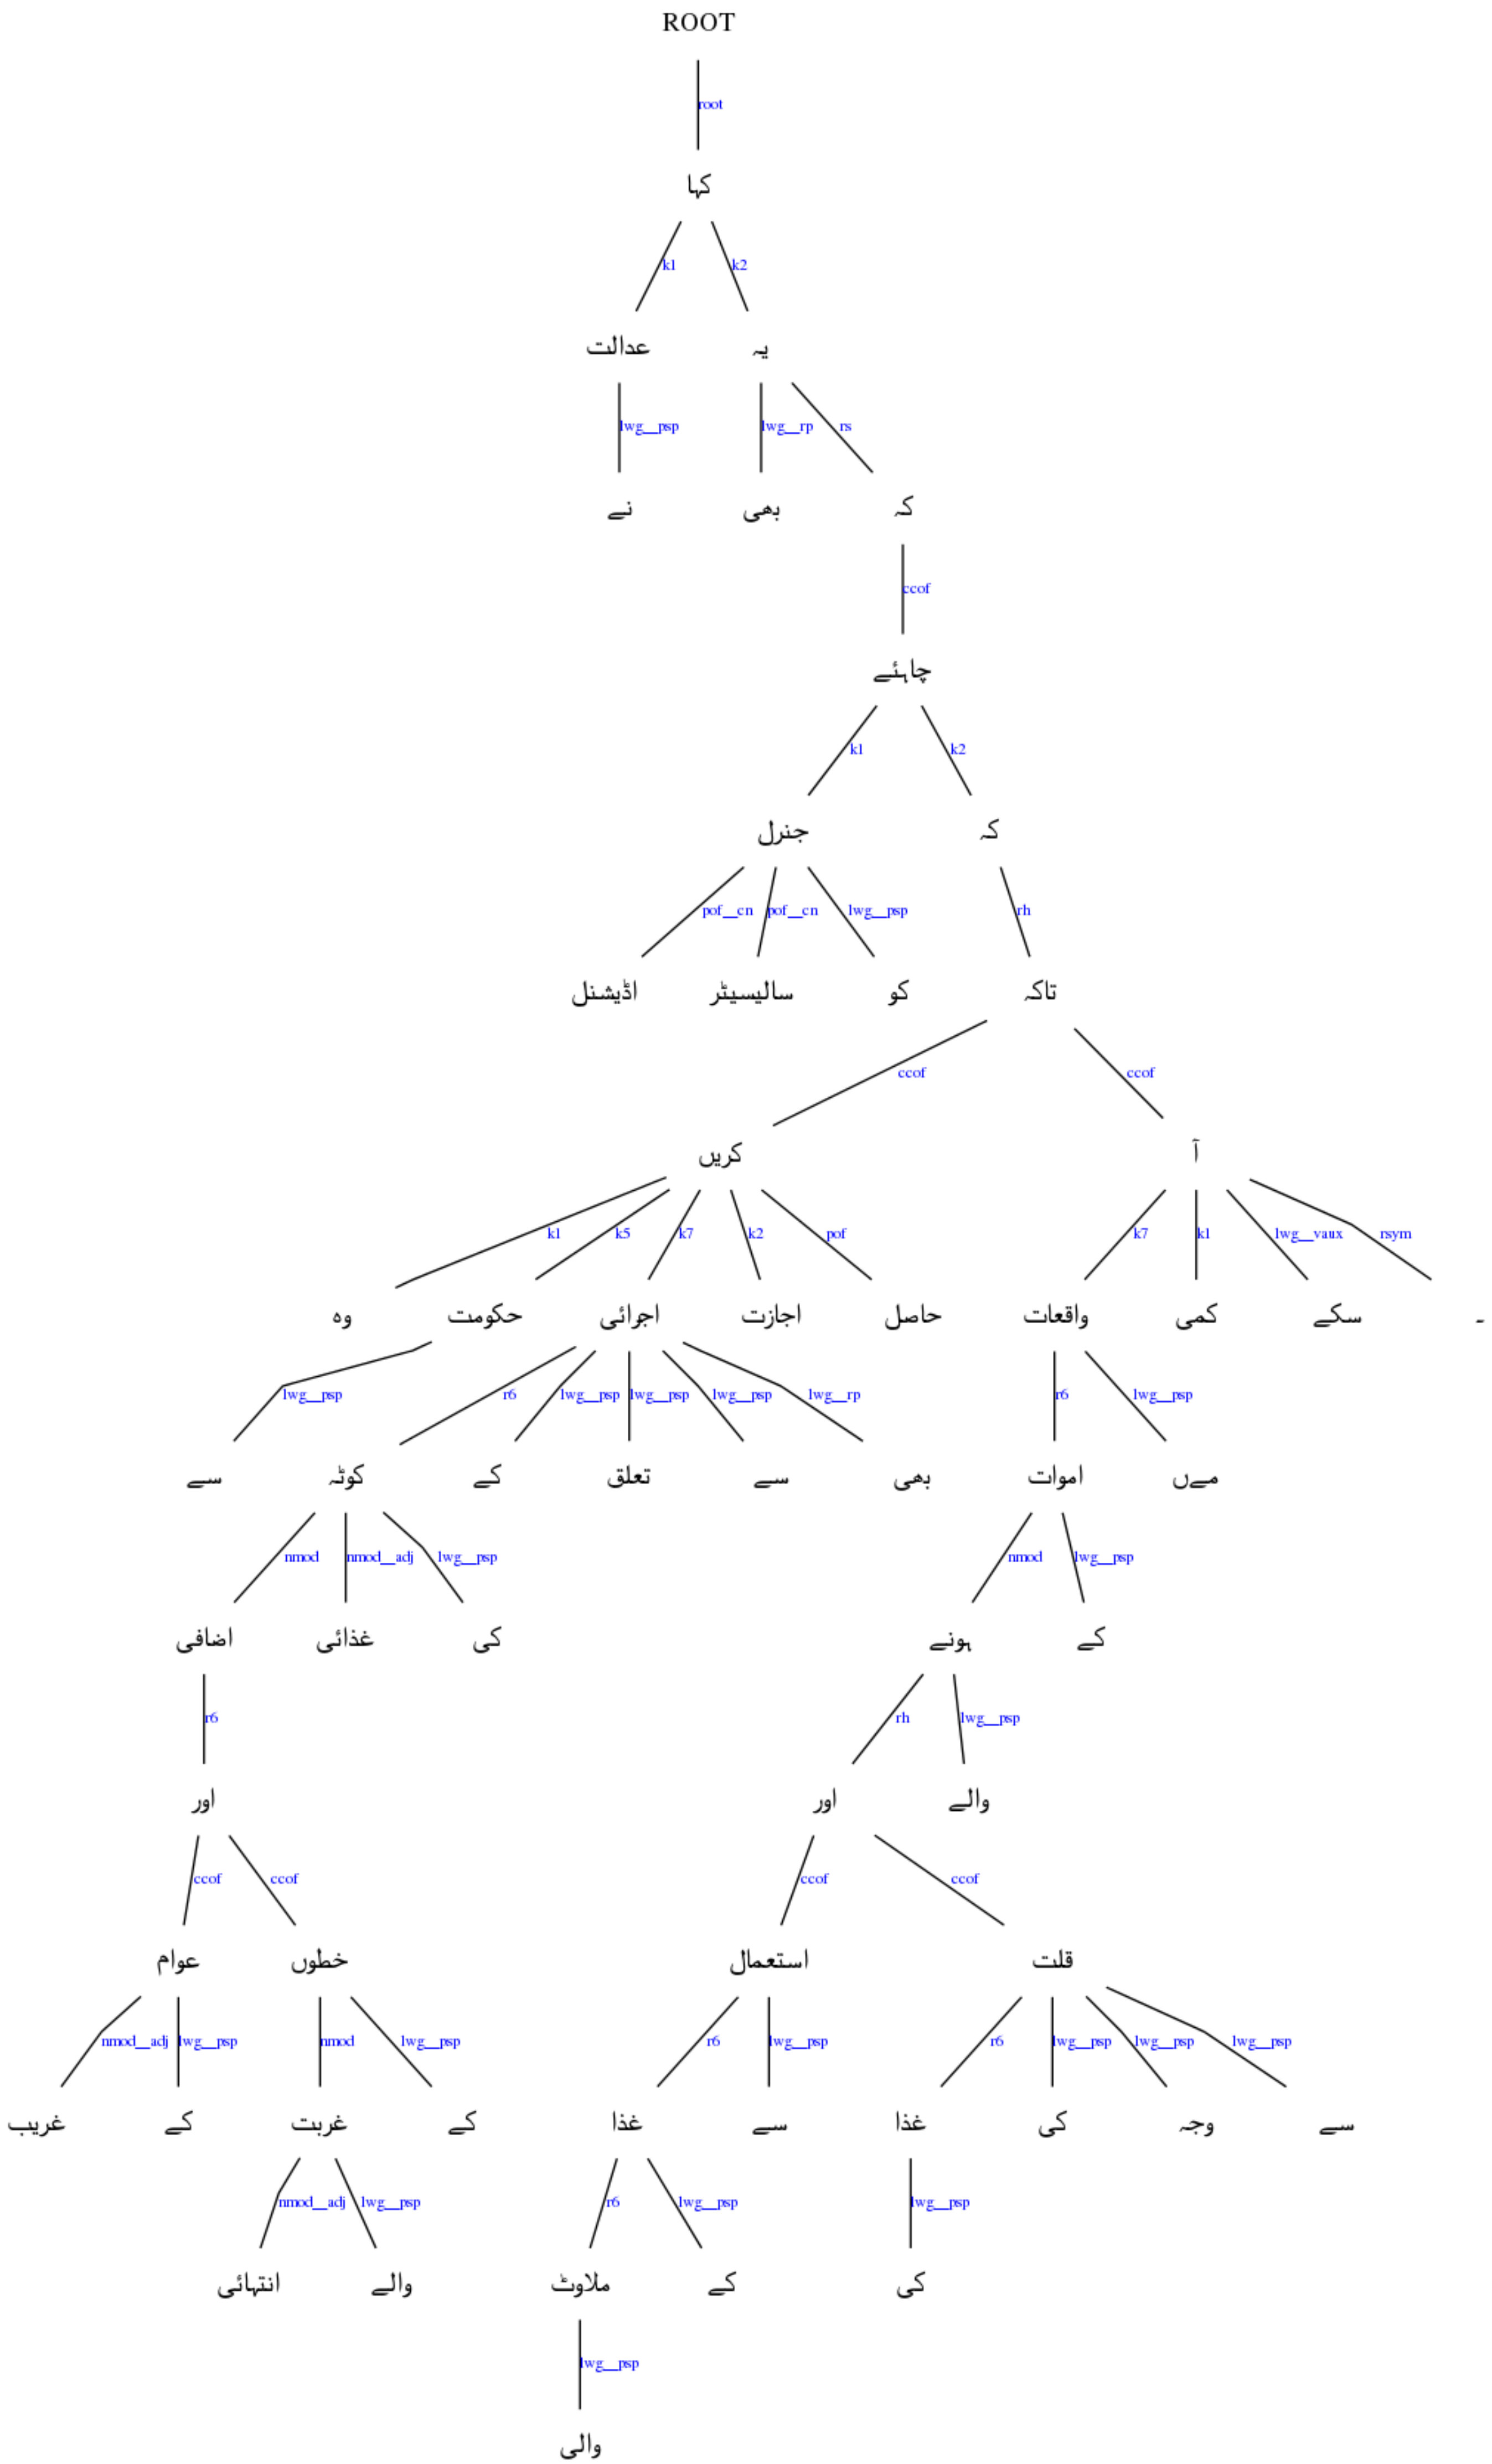 ROOT
root
کہا
k1 k2
عدالت یہ
lwg__psp lwg__rp rs
نے بھی کہ
ccof
چاہئے
k1 k2
جنرل کہ
pof__cn pof__cn lwg__psp rh
اڈیشنل سالیسیٹر کو تاکہ
ccof ccof
کریں آ
k1 k5 k7 k2 pof k7 k1 lwg__vaux rsym
وہ حکومت اجرائی اجازت حاصل واقعات کمی سکے ۔
lwg__psp r6 lwg__psp lwg__psp lwg__psp lwg__rp r6 lwg__psp
سے کوٹہ کے تعلق سے بھی اموات مےں
nmod nmod__adj lwg__psp nmod lwg__psp
اضافی غذائی کی ہونے کے
r6 rh lwg__psp
اور اور والے
ccof ccof ccof ccof
عوام خطوں استعمال قلت
nmod__adj lwg__psp nmod lwg__psp r6 lwg__psp r6 lwg__psp lwg__psp lwg__psp
غریب کے غربت کے غذا سے غذا کی وجہ سے
nmod__adj lwg__psp r6 lwg__psp lwg__psp
انتہائی والے ملاوٹ کے کی
lwg__psp
والی